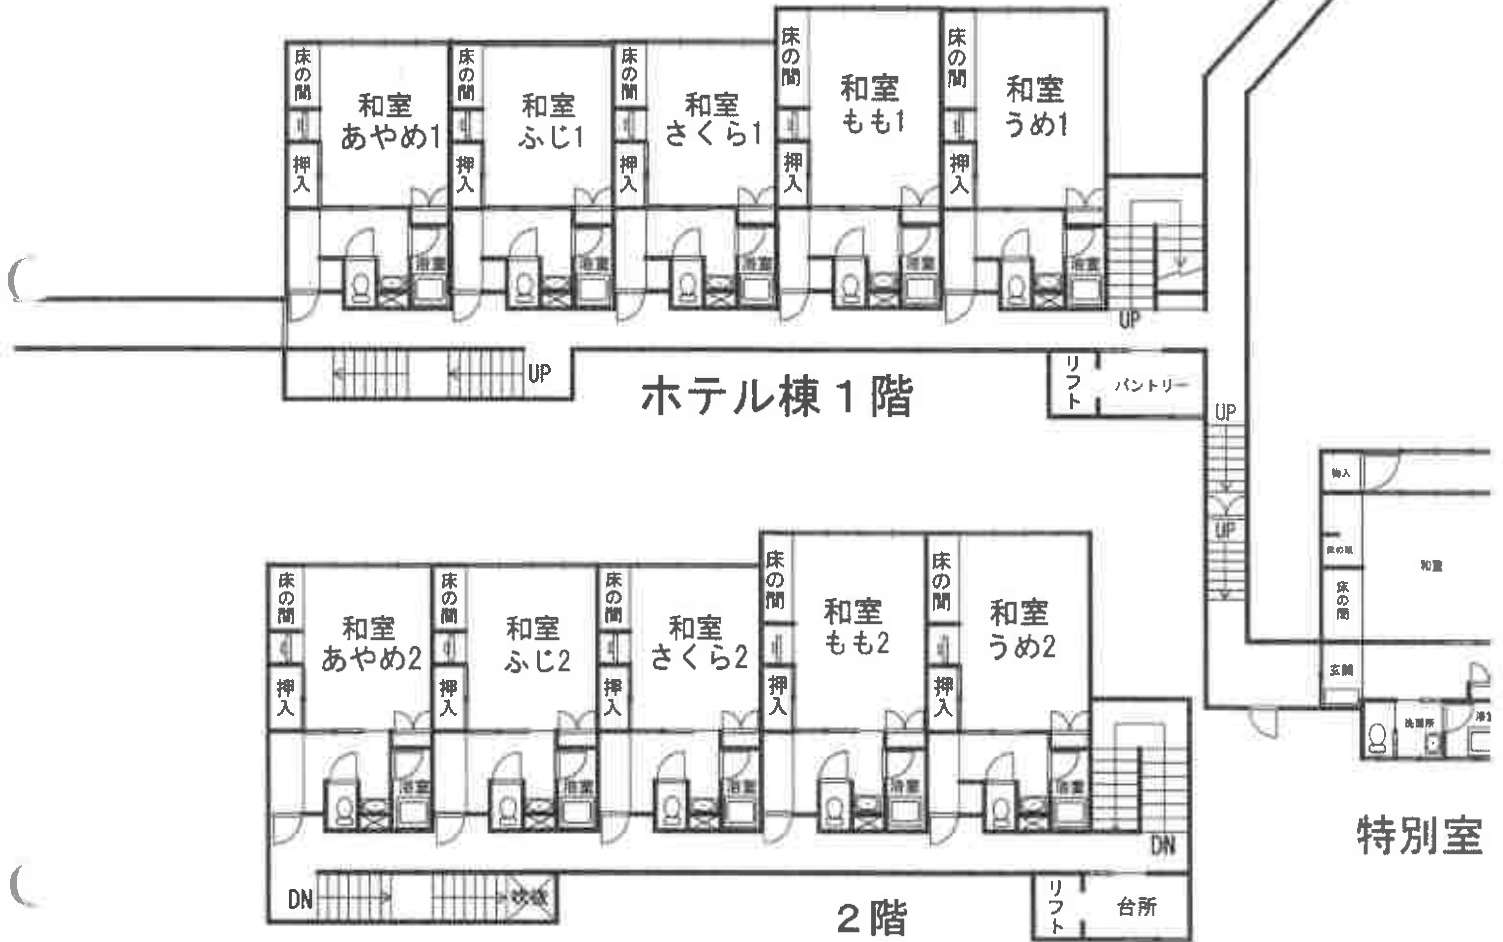 床の間
床の間
床の間
床の間
床の間
和室
あやめ1
和室
ふじ1
和室
さくら1
和室
もも1
和室
うめ1
押入
押入
押入
押入
押入
浴室
浴室
浴室
浴室
浴室
UP
UP
ホテル棟1階
リフト
パントリー
UP
UP
物入
床の間
和室
玄関
洗面所
特別室
床の間
床の間
床の間
床の間
床の間
和室
あやめ2
和室
ふじ2
和室
さくら2
和室
もも2
和室
うめ2
押入
押入
押入
押入
押入
浴室
浴室
浴室
浴室
浴室
DN
DN
2階
リフト
台所